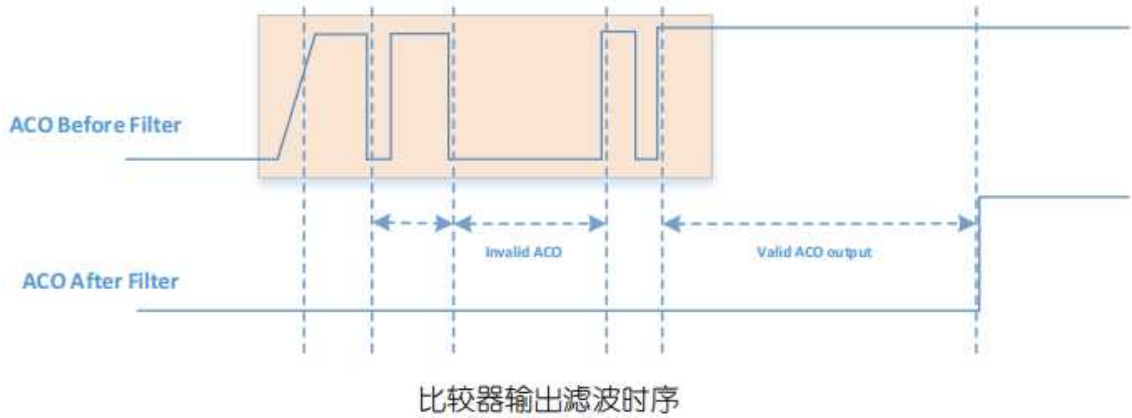 ACO Before Filter
Invalid ACO
Valid ACO output
ACO After Filter
比较器输出滤波时序